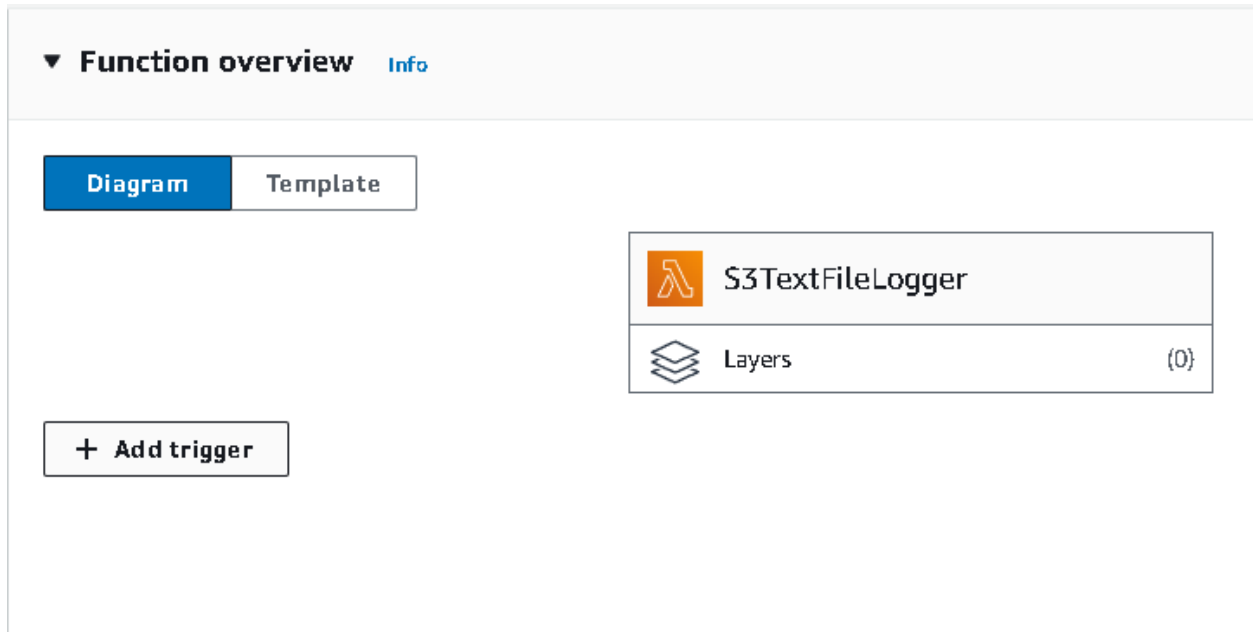 Function overview Info
Diagram Template
S3TextFileLogger
Layers (0)
+ Add trigger